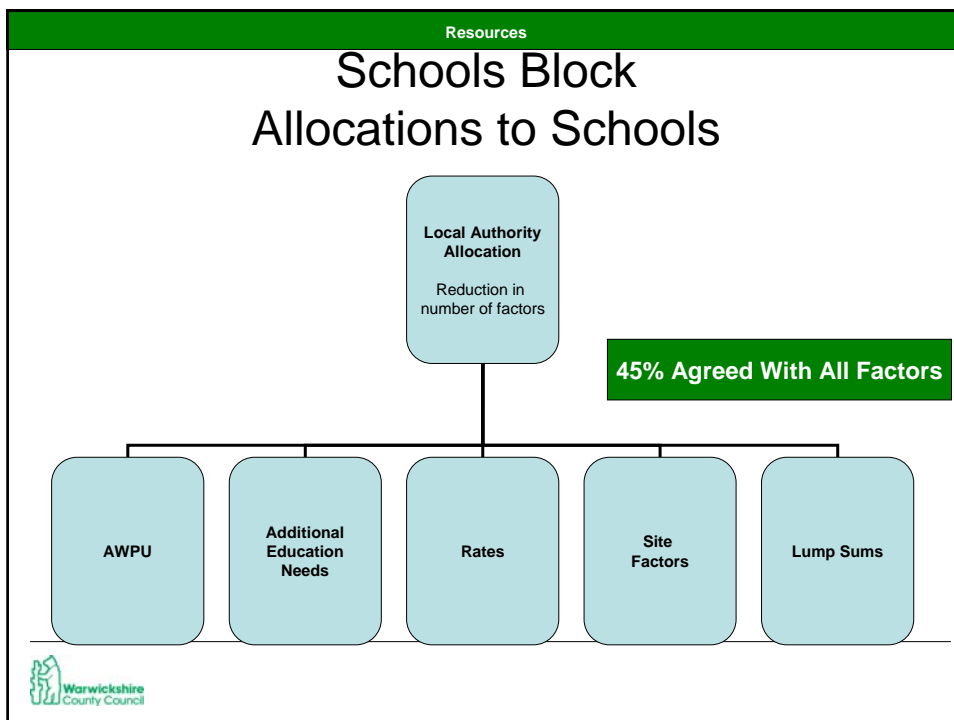 Resources
Schools Block
Allocations to Schools
Local Authority
Allocation
Reduction in
number of factors
45% Agreed With All Factors
AWPU
Additional
Education
Needs
Rates
Site
Factors
Lump Sums
Warwickshire
County Council